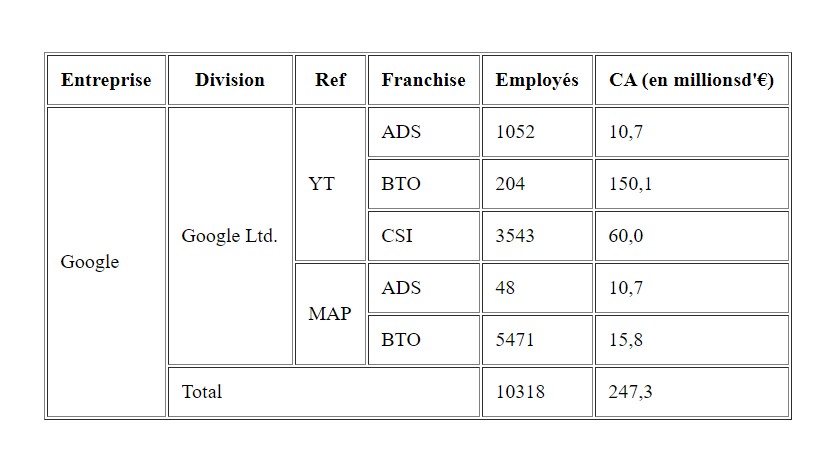 Entreprise Division Ref Franchise Employés CA (en millionsd'€)
ADS 1052 10,7
YT BTO 204 150,1
Google Ltd. CSI 3543 60,0
Google
ADS 48 10,7
MAP
BTO 5471 15,8
Total 10318 247,3